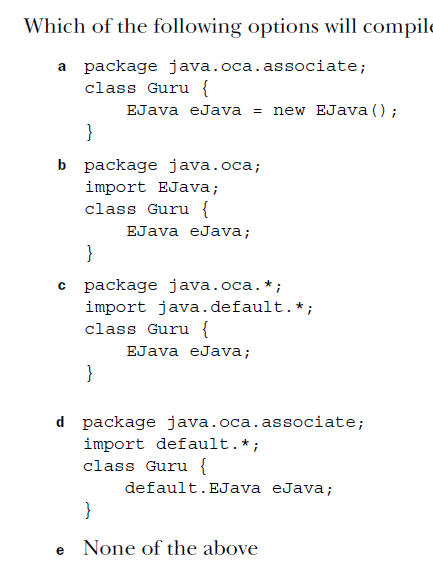 Which of the following options will compile
a package java.oca.associate;
class Guru {
    EJava eJava = new EJava();
}
b package java.oca;
import EJava;
class Guru {
    EJava eJava;
}
c package java.oca.*;
import java.default.*;
class Guru {
    EJava eJava;
}
d package java.oca.associate;
import default.*;
class Guru {
    default.EJava eJava;
}
e None of the above